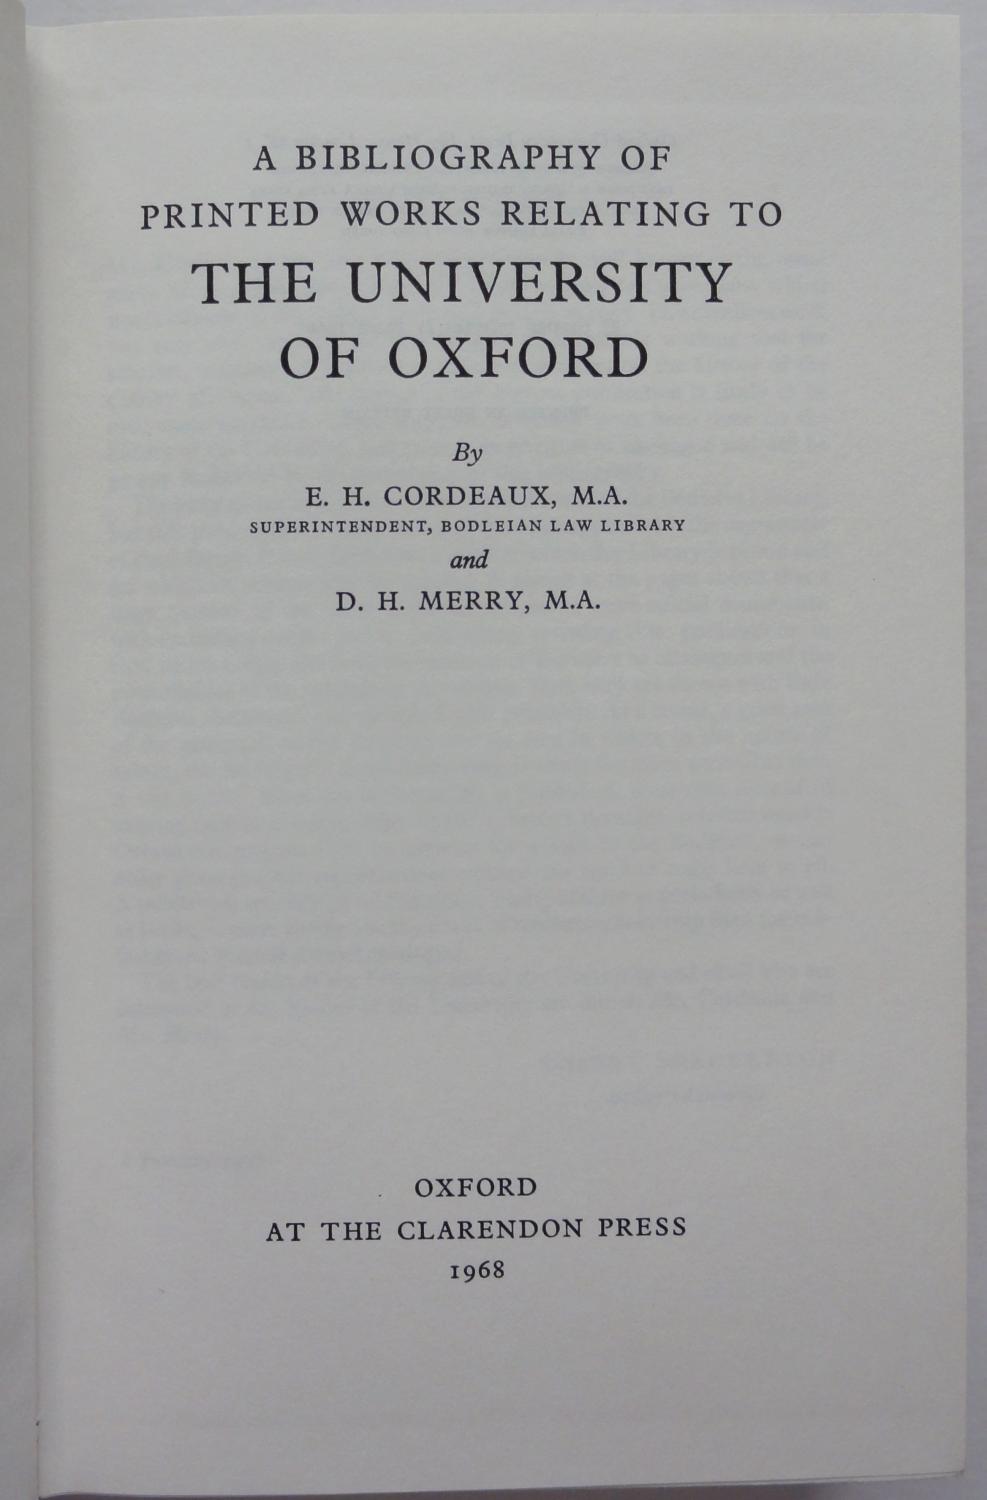 A BIBLIOGRAPHY OF
PRINTED WORKS RELATING TO
THE UNIVERSITY
OF OXFORD
By
E. H. CORDEAUX, M.A.
SUPERINTENDENT, BODLEIAN LAW LIBRARY
and
D. H. MERRY, M.A.
OXFORD
AT THE CLARENDON PRESS
1968